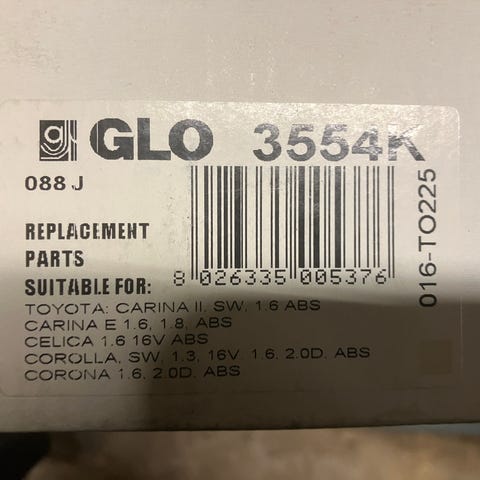 g GLO 3554K
088 J
REPLACEMENT
PARTS
SUITABLE FOR:
8 026335 005376
016-TO225
TOYOTA: CARINA II. SW, 1.6 ABS
CARINA E 1.6, 1.8, ABS
CELICA 1.6 16V ABS
COROLLA, SW, 1.3, 16V, 1.6, 2.0D. ABS
CORONA 1.6, 2.0D. ABS